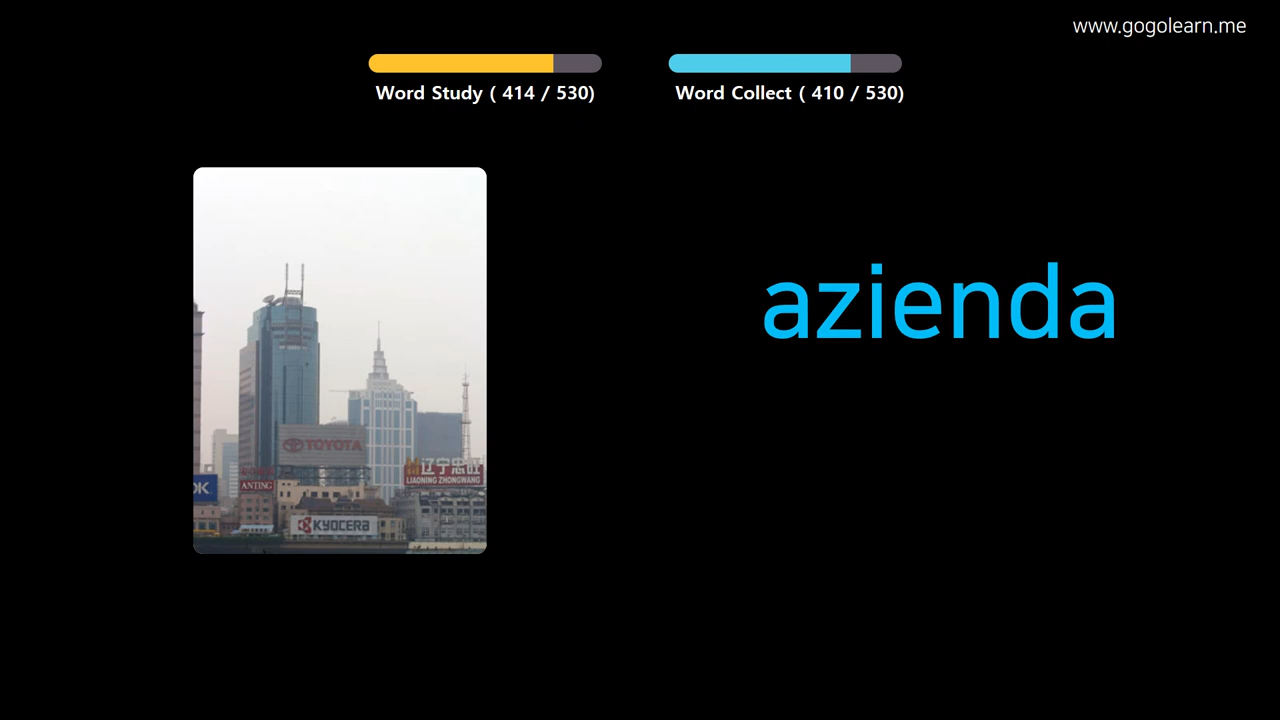 www.gogolearn.me
Word Study ( 414 / 530)
Word Collect ( 410 / 530)
azienda
TOYOTA
辽宁忠旺
LIAONING ZHONGWANG
OK
ANTING
KYOCERA